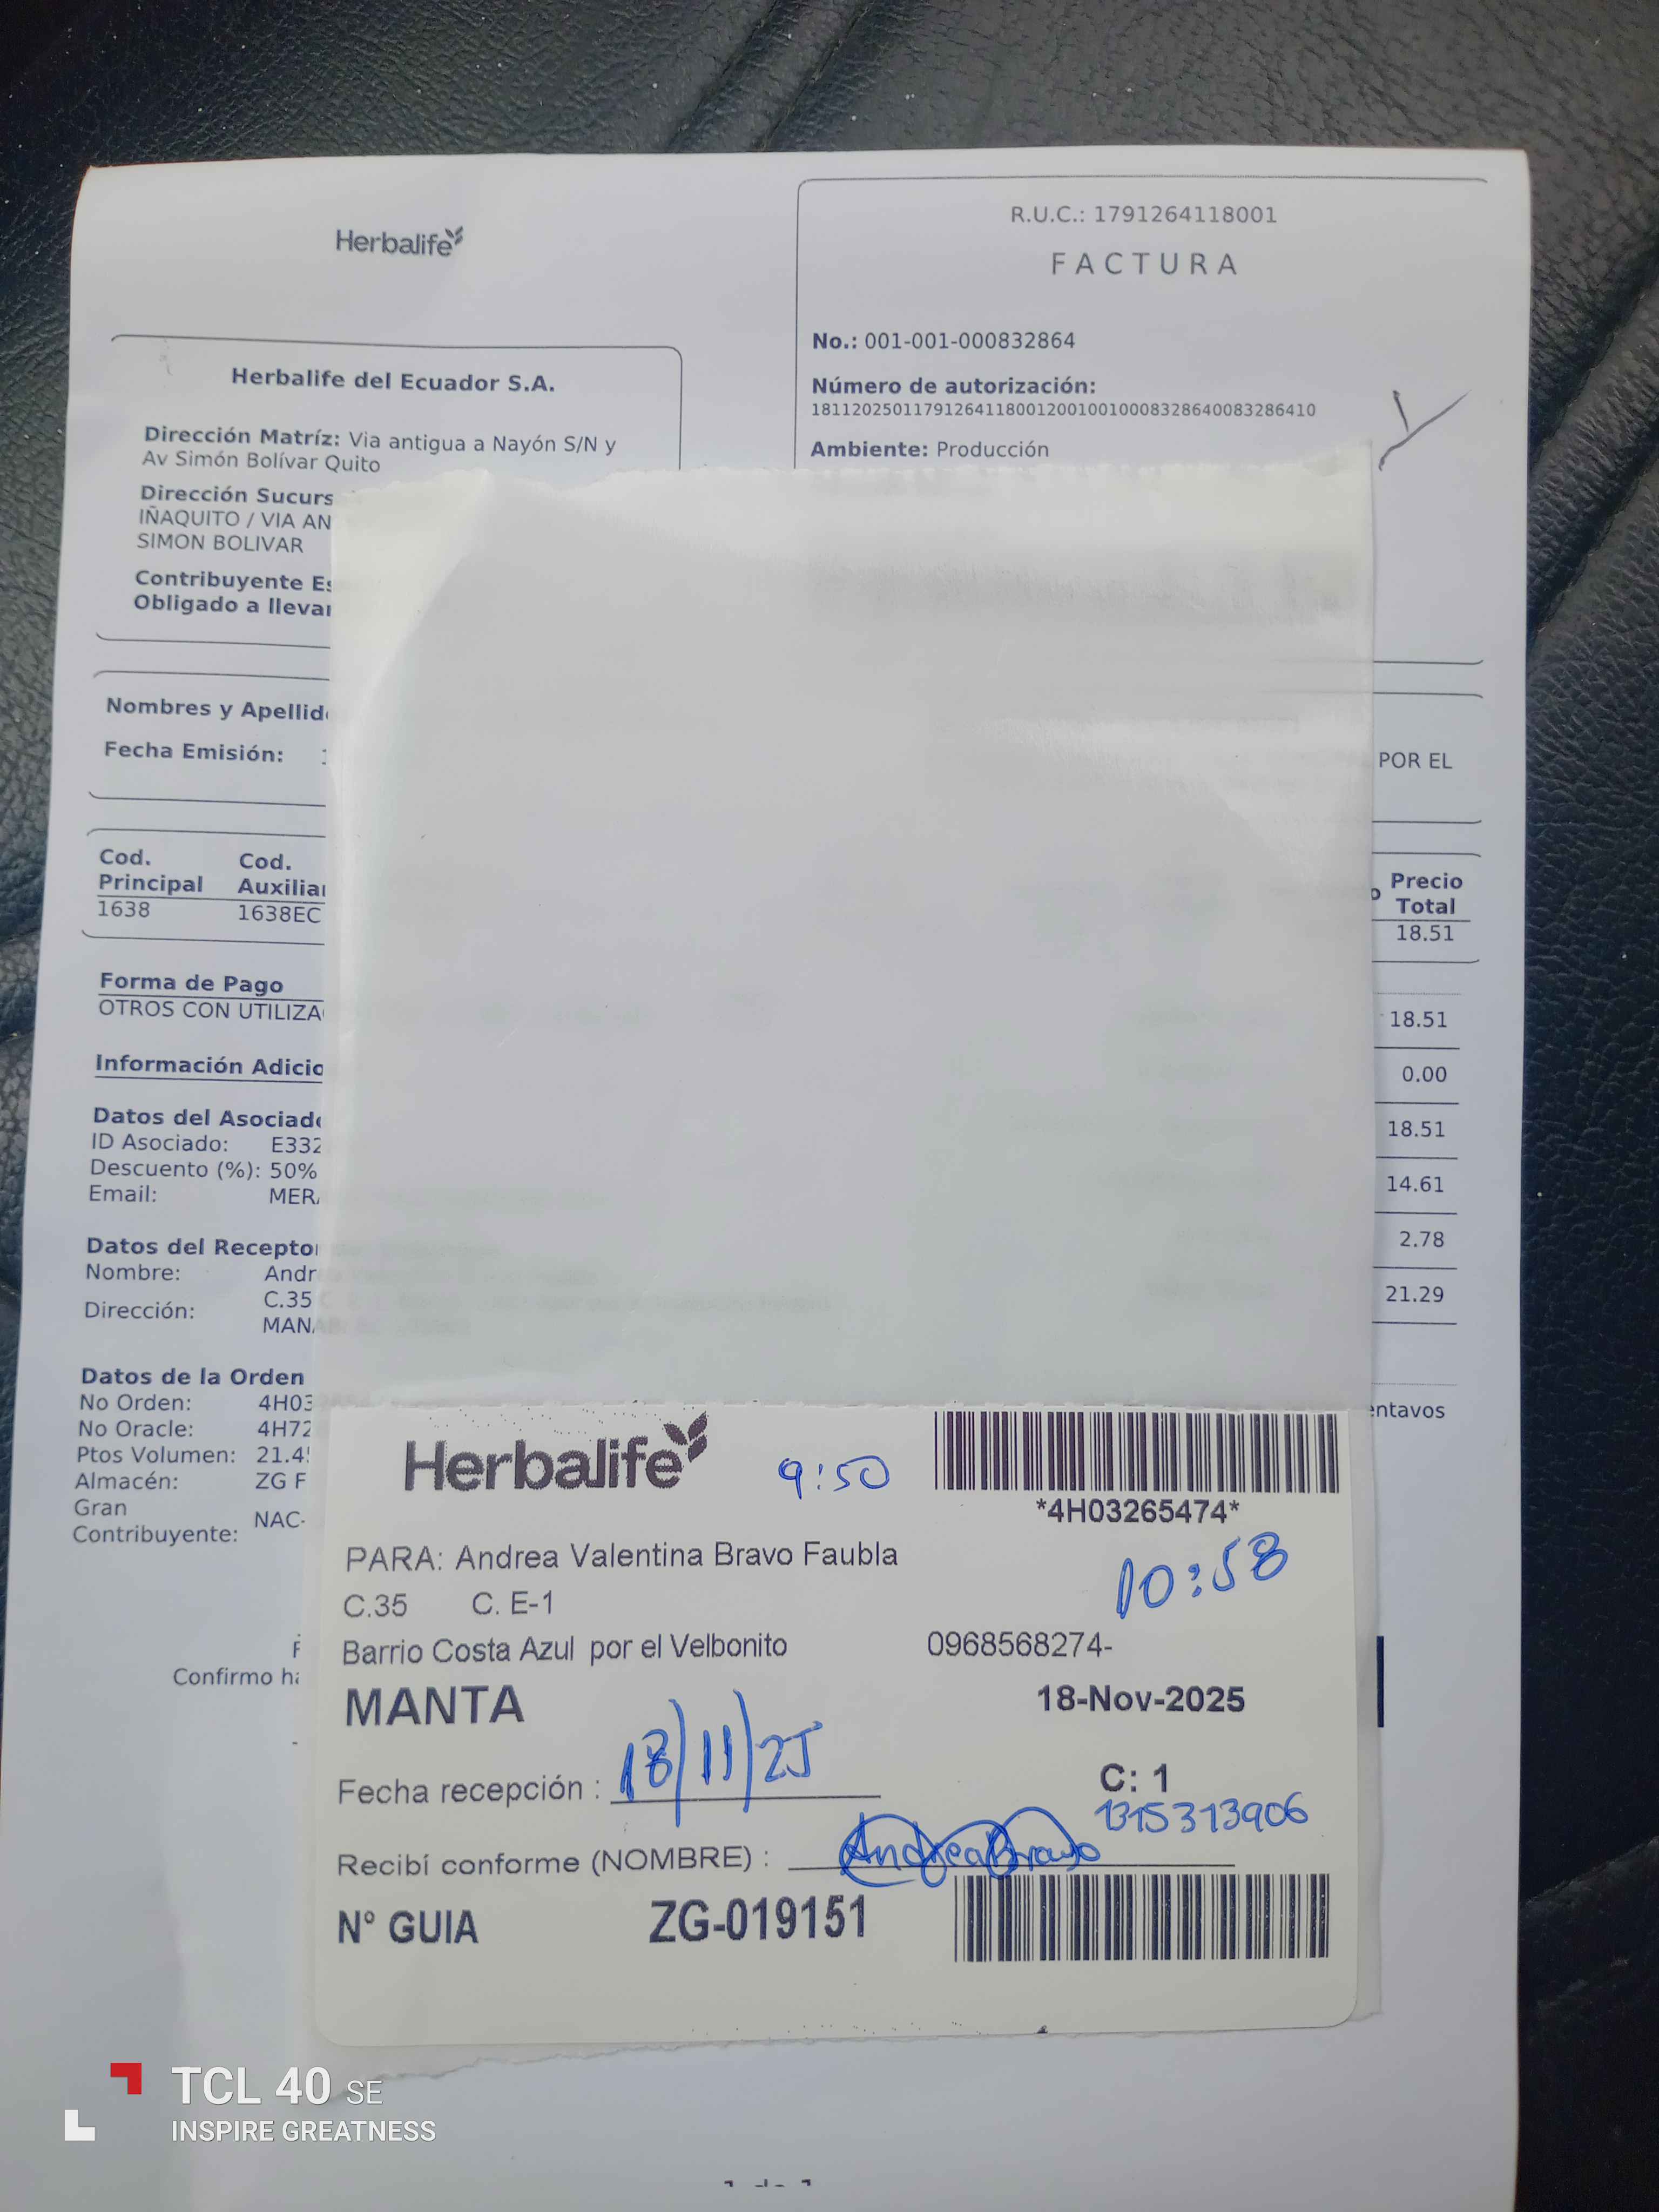 Herbalife
R.U.C.: 1791264118001
FACTURA
No.: 001-001-000832864
Número de autorización:
1811202501179126411800120010010008328640083286410
Ambiente: Producción
Herbalife del Ecuador S.A.
Dirección Matríz: Via antigua a Nayón S/N y
Av Simón Bolívar Quito
Dirección Sucurs
IÑAQUITO / VIA AN
SIMON BOLIVAR
Contribuyente Es
Obligado a llevar
Nombres y Apellid
Fecha Emisión:
POR EL
Cod. Principal
Cod. Auxiliar
Precio Total
1638 1638EC 18.51
Forma de Pago
OTROS CON UTILIZA
18.51
0.00
18.51
14.61
2.78
21.29
entavos
Información Adicio
Datos del Asociado
ID Asociado: E332
Descuento (%): 50%
Email: MER
Datos del Receptor
Nombre: Andr
Dirección: C.35
MANA
Datos de la Orden
No Orden: 4H03
No Oracle: 4H72
Ptos Volumen: 21.4
Almacén: ZG F
Gran
Contribuyente: NAC-
Confirmo ha
Herbalife
9:50
*4H03265474*
10:58
PARA: Andrea Valentina Bravo Faubla
C.35 C. E-1
Barrio Costa Azul por el Velbonito 0968568274-
MANTA 18-Nov-2025
Fecha recepción : 18/11/25
C: 1
1315313906
Recibí conforme (NOMBRE) : Andrea Bravo
N° GUIA ZG-019151
TCL 40 SE
INSPIRE GREATNESS